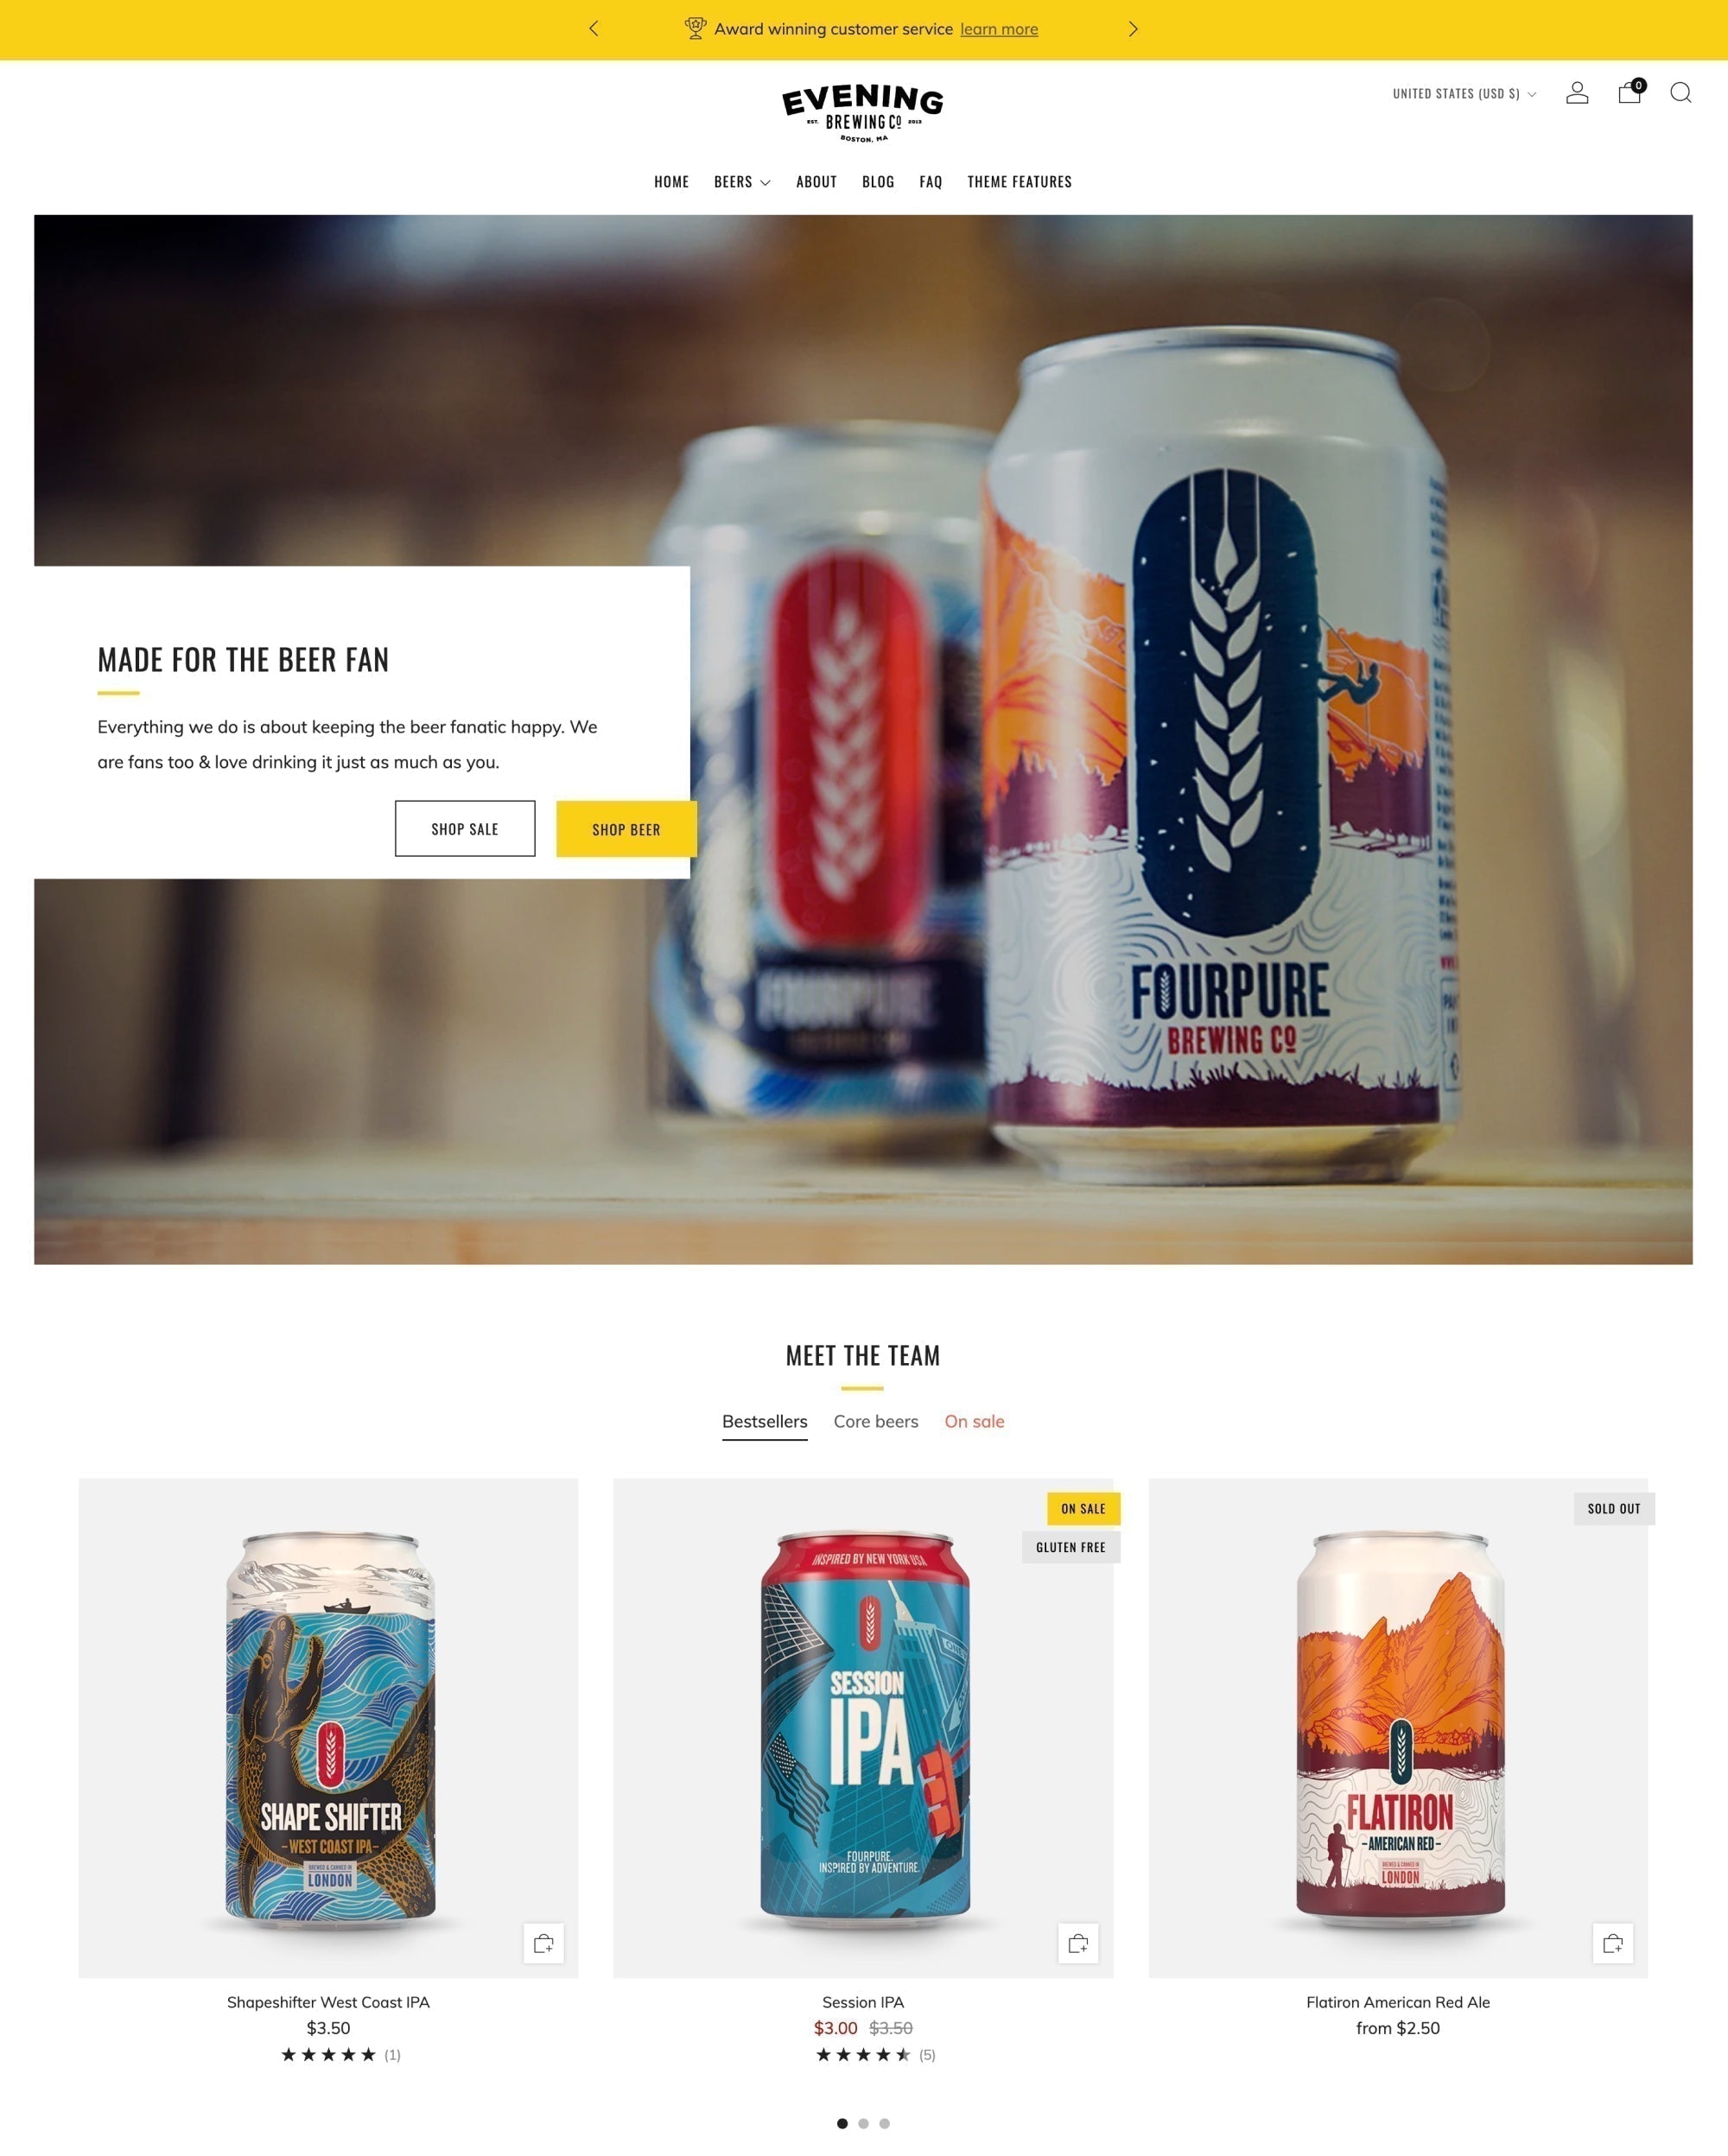 Award winning customer service learn more
EVENING
EST. BREWING CO 2013
BOSTON, MA
UNITED STATES (USD $)
0
HOME BEERS ABOUT BLOG FAQ THEME FEATURES
MADE FOR THE BEER FAN
Everything we do is about keeping the beer fanatic happy. We
are fans too & love drinking it just as much as you.
SHOP SALE SHOP BEER
FOURPURE
FOURPURE
BREWING CO
MEET THE TEAM
Bestsellers Core beers On sale
SHAPE SHIFTER
-WEST COAST IPA-
BREWED & CANNED IN
LONDON
ON SALE
GLUTEN FREE
INSPIRED BY NEW YORK USA
SESSION
IPA
FOURPURE.
INSPIRED BY ADVENTURE.
SOLD OUT
FLATIRON
-AMERICAN RED-
BREWED & CANNED IN
LONDON
Shapeshifter West Coast IPA
$3.50
(1)
Session IPA
$3.00 $3.50
(5)
Flatiron American Red Ale
from $2.50